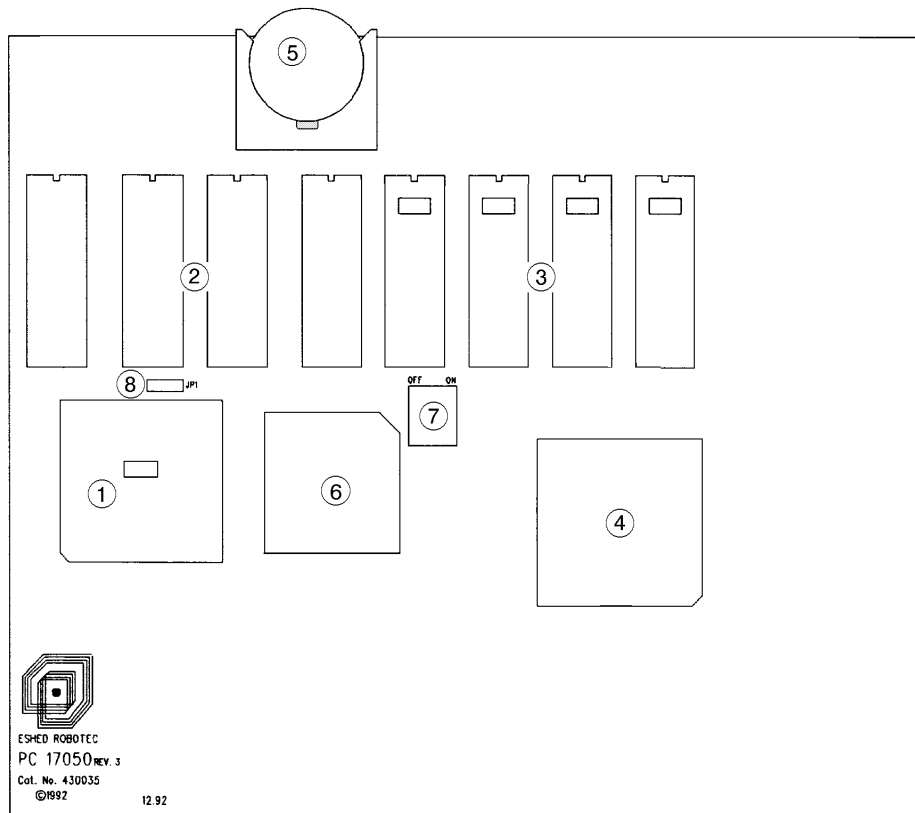 5
2
3
8 JP1
OFF ON
7
1
6
4
ESHED ROBOTEC
PC 17050 REV. 3
Cat. No. 430035
©1992
12.92